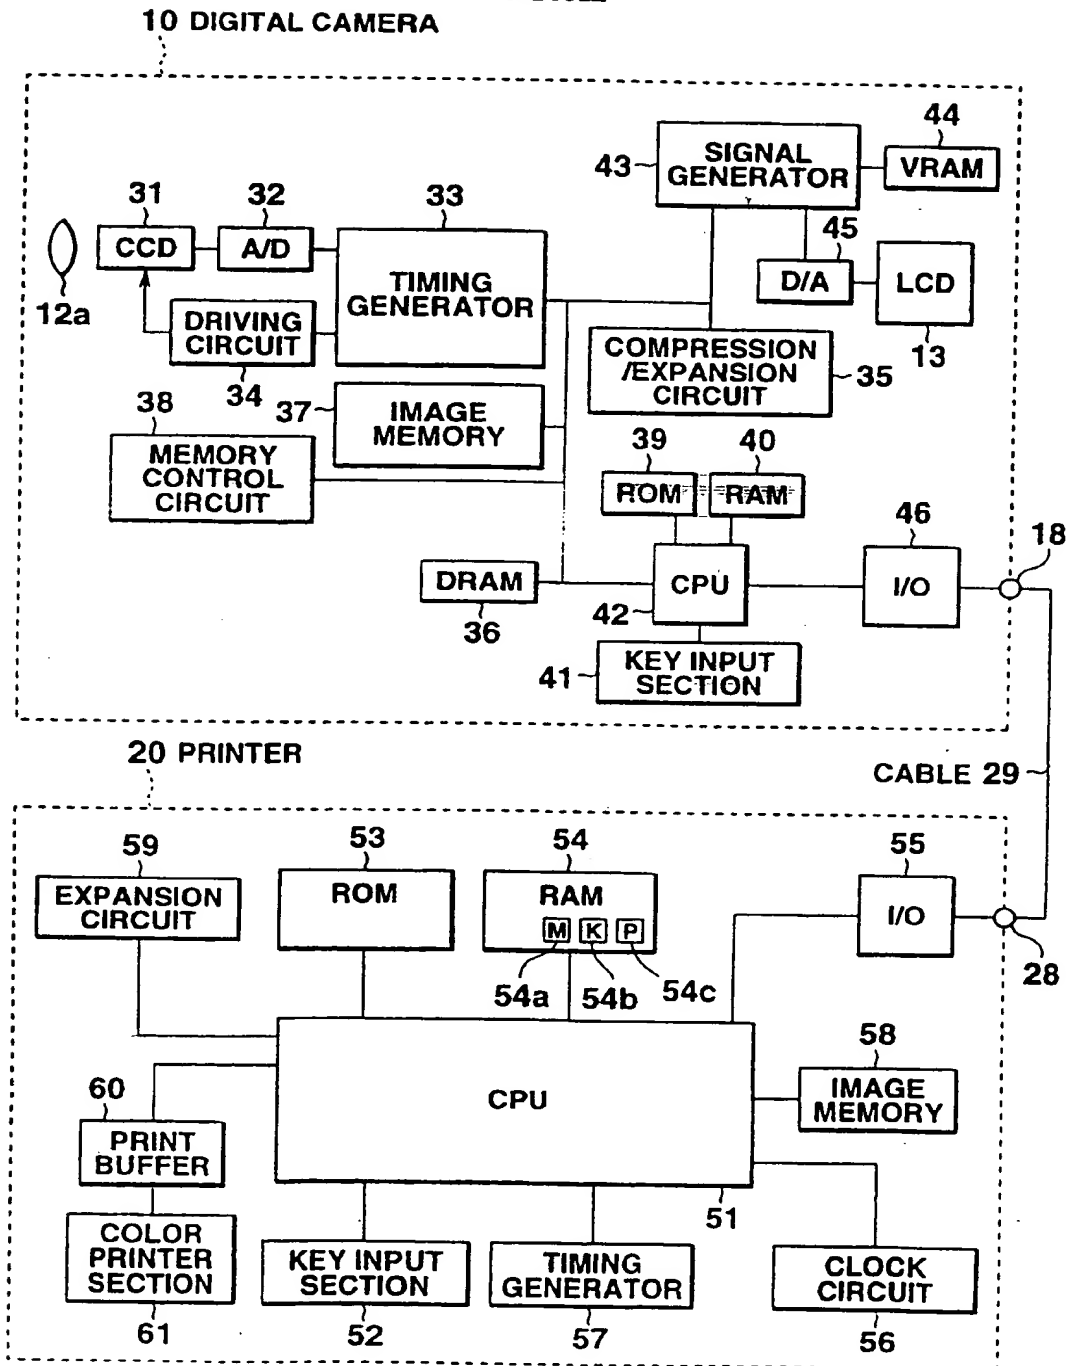 10 DIGITAL CAMERA
44
43
SIGNAL
GENERATOR
VRAM
31
32
33
45
CCD
A/D
TIMING
GENERATOR
D/A
LCD
12a
DRIVING
CIRCUIT
13
34
COMPRESSION
/EXPANSION
CIRCUIT
35
38
37
IMAGE
MEMORY
MEMORY
CONTROL
CIRCUIT
39
40
ROM
RAM
46
18
DRAM
CPU
I/O
36
42
41
KEY INPUT
SECTION
20 PRINTER
CABLE 29
59
53
54
55
EXPANSION
CIRCUIT
ROM
RAM
M K P
I/O
54a
54b
54c
28
58
CPU
IMAGE
MEMORY
60
PRINT
BUFFER
51
COLOR
PRINTER
SECTION
KEY INPUT
SECTION
TIMING
GENERATOR
CLOCK
CIRCUIT
61
52
57
56